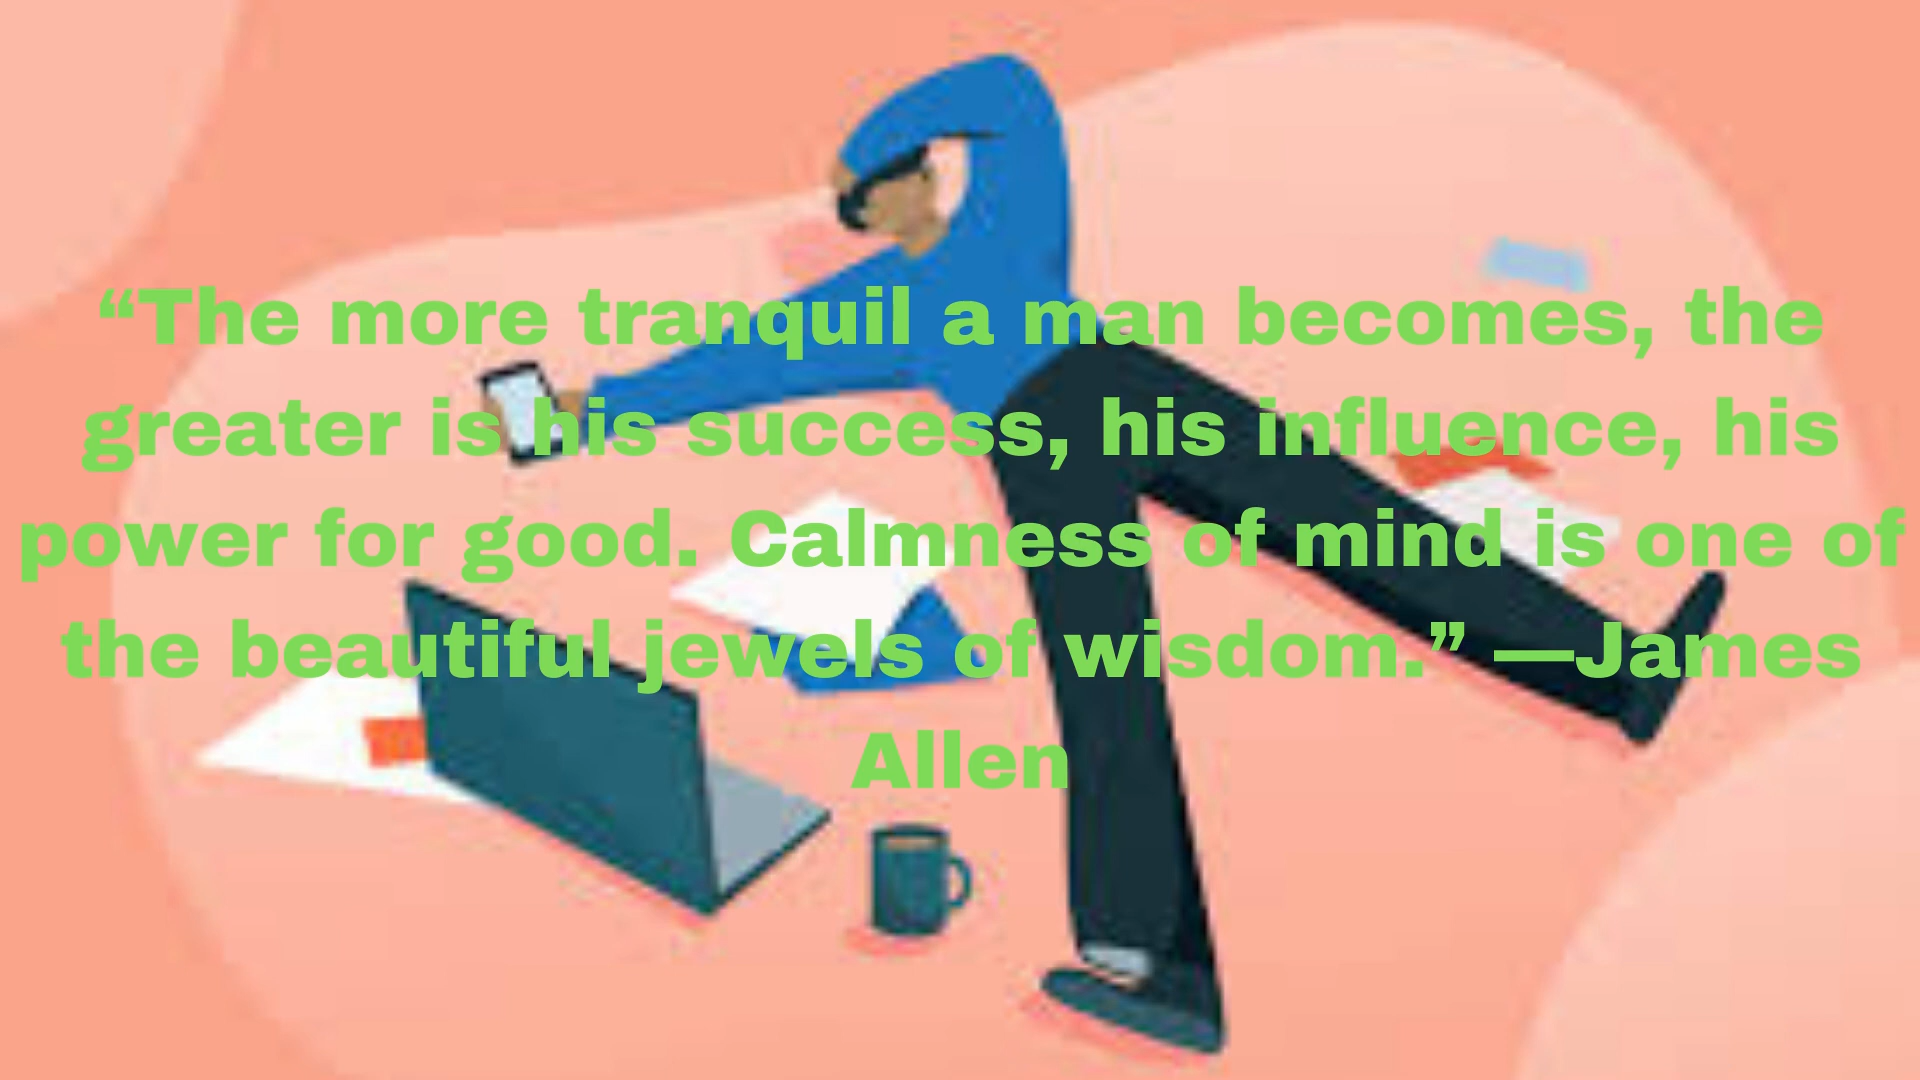 “The more tranquil a man becomes, the
greater is his success, his influence, his
power for good. Calmness of mind is one of
the beautiful jewels of wisdom.” —James
Allen